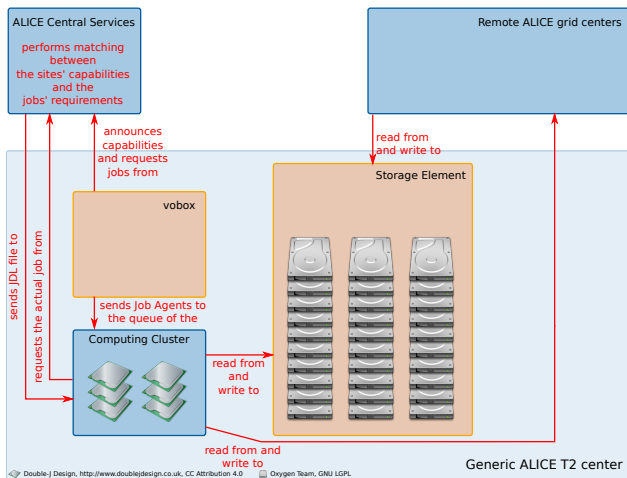 ALICE Central Services
performs matching
between
the sites' capabilities
and the
jobs' requirements
Remote ALICE grid centers
announces
capabilities
and requests
jobs from
read from
and write to
Storage Element
vobox
sends JDL file to
requests the actual job from
sends Job Agents to
the queue of the
Computing Cluster
read from
and
write to
read from and
write to
Generic ALICE T2 center
Double-J Design, http://www.doublejdesign.co.uk, CC Attribution 4.0
Oxygen Team, GNU LGPL